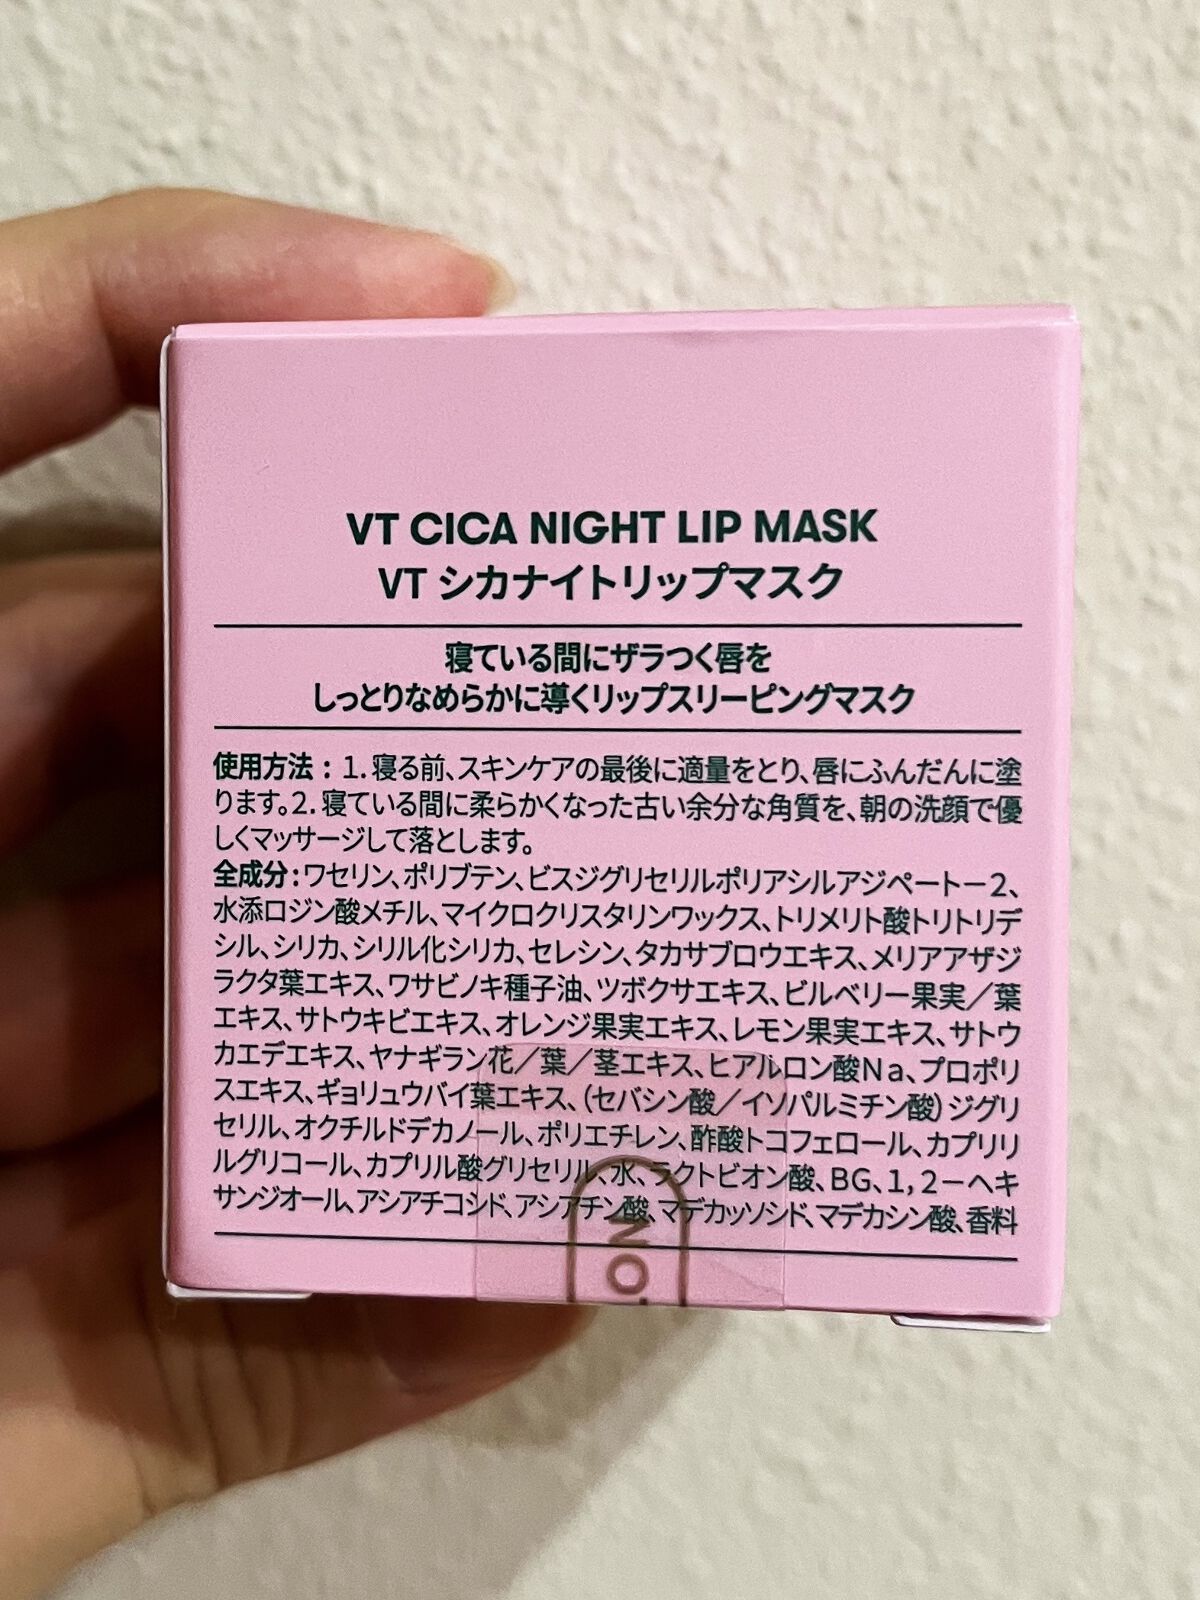 VT CICA NIGHT LIP MASK
VT シカナイトリップマスク
寝ている間にザラつく唇を
しっとりなめらかに導くリップスリーピングマスク
使用方法：1. 寝る前、スキンケアの最後に適量をとり、唇にふんだんに塗
ります。2. 寝ている間に柔らかくなった古い余分な角質を、朝の洗顔で優
しくマッサージして落とします。
全成分：ワセリン、ポリブテン、ビスジグリセリルポリアシルアジペート－2、
水添ロジン酸メチル、マイクロクリスタリンワックス、トリメリト酸トリトリデ
シル、シリカ、シリル化シリカ、セレシン、タカサブロウエキス、メリアアザジ
ラクタ葉エキス、ワサビノキ種子油、ツボクサエキス、ビルベリー果実／葉
エキス、サトウキビエキス、オレンジ果実エキス、レモン果実エキス、サトウ
カエデエキス、ヤナギラン花／葉／茎エキス、ヒアルロン酸Na、プロポリ
スエキス、ギョリュウバイ葉エキス、（セバシン酸／イソパルミチン酸）ジグリ
セリル、オクチルドデカノール、ポリエチレン、酢酸トコフェロール、カプリリ
ルグリコール、カプリル酸グリセリル、水、ラクトビオン酸、BG、1，2－ヘキ
サンジオール、アシアチコシド、アシアチン酸、マデカッソシド、マデカシン酸、香料